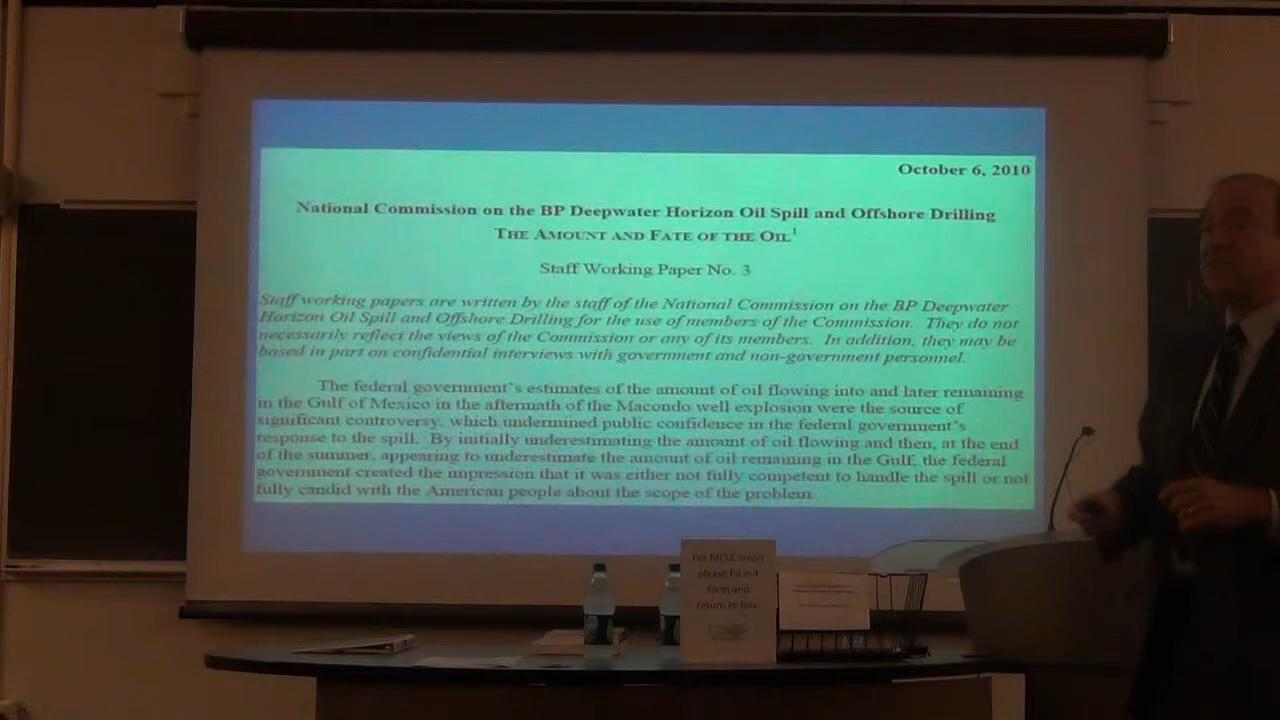 October 6, 2010
National Commission on the BP Deepwater Horizon Oil Spill and Offshore Drilling
THE AMOUNT AND FATE OF THE OIL¹
Staff Working Paper No. 3
Staff working papers are written by the staff of the National Commission on the BP Deepwater
Horizon Oil Spill and Offshore Drilling for the use of members of the Commission. They do not
necessarily reflect the views of the Commission or any of its members. In addition, they may be
based in part on confidential interviews with government and non-government personnel.
The federal government's estimates of the amount of oil flowing into and later remaining
in the Gulf of Mexico in the aftermath of the Macondo well explosion were the source of
significant controversy, which undermined public confidence in the federal government's
response to the spill. By initially underestimating the amount of oil flowing and then, at the end
of the summer, appearing to underestimate the amount of oil remaining in the Gulf, the federal
government created the impression that it was either not fully competent to handle the spill or not
fully candid with the American people about the scope of the problem.
For MCLE credit
please fill out
form and
return to box